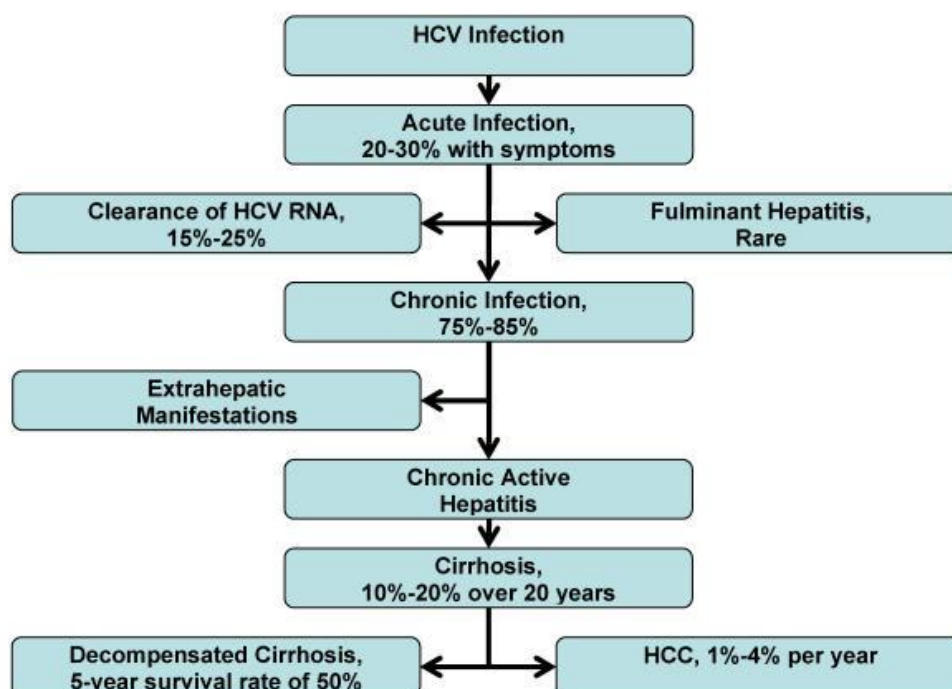 HCV Infection
Acute Infection,
20-30% with symptoms
Clearance of HCV RNA,
15%-25%
Fulminant Hepatitis,
Rare
Chronic Infection,
75%-85%
Extrahepatic
Manifestations
Chronic Active
Hepatitis
Cirrhosis,
10%-20% over 20 years
Decompensated Cirrhosis,
5-year survival rate of 50%
HCC, 1%-4% per year